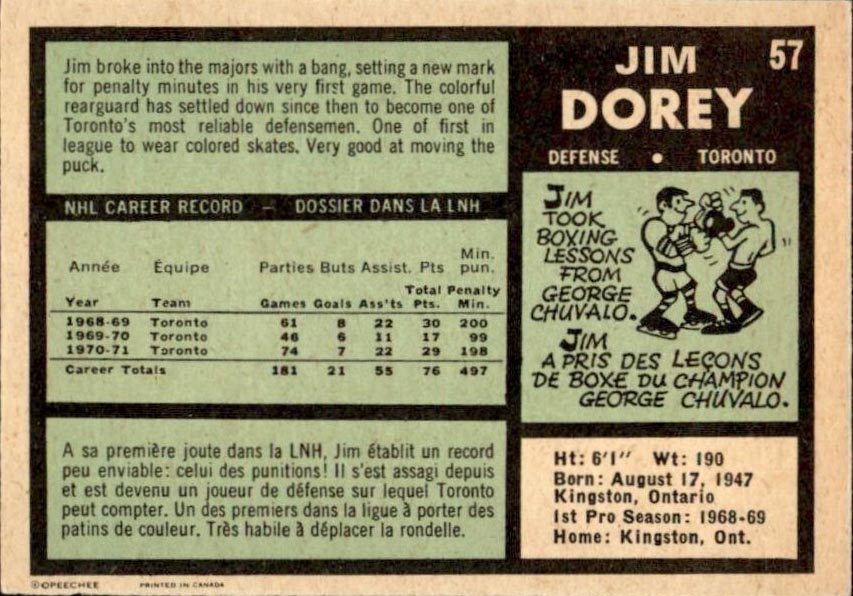 Jim broke into the majors with a bang, setting a new mark
for penalty minutes in his very first game. The colorful
rearguard has settled down since then to become one of
Toronto's most reliable defensemen. One of first in
league to wear colored skates. Very good at moving the
puck.
NHL CAREER RECORD – DOSSIER DANS LA LNH
Année Équipe Parties Buts Assist. Pts Min. pun.
Year Team Games Goals Ass'ts Total Pts. Penalty Min.
1968-69 Toronto 61 8 22 30 200
1969-70 Toronto 46 6 11 17 99
1970-71 Toronto 74 7 22 29 198
Career Totals 181 21 55 76 497
A sa première joute dans la LNH, Jim établit un record
peu enviable: celui des punitions! Il s'est assagi depuis
et est devenu un joueur de défense sur lequel Toronto
peut compter. Un des premiers dans la ligue à porter des
patins de couleur. Très habile à déplacer la rondelle.
57
JIM
DOREY
DEFENSE • TORONTO
JIM
TOOK
BOXING
LESSONS
FROM
GEORGE
CHUVALO.
JIM
A PRIS DES LEÇONS
DE BOXE DU CHAMPION
GEORGE CHUVALO.
Ht: 6'1" Wt: 190
Born: August 17, 1947
Kingston, Ontario
1st Pro Season: 1968-69
Home: Kingston, Ont.
©OPEECHEE PRINTED IN CANADA